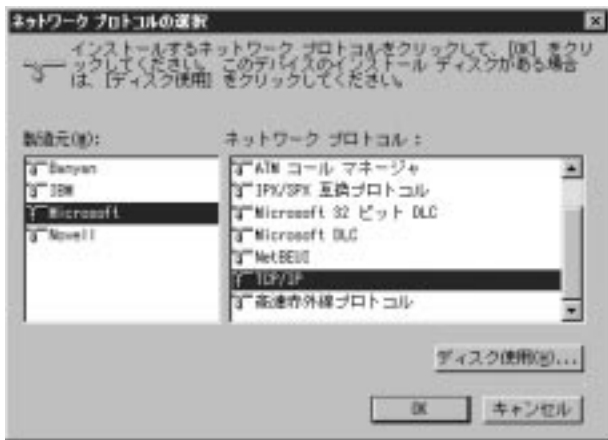 ネットワーク プロトコルの選択
インストールするネットワーク プロトコルをクリックして、[OK] をクリ
ックしてください。このデバイスのインストール ディスクがある場合
は、[ディスク使用] をクリックしてください。
製造元(M):
ネットワーク プロトコル:
Banyan
IBM
Microsoft
Novell
ATM コール マネージャ
IPX/SPX 互換プロトコル
Microsoft 32 ビット DLC
Microsoft DLC
NetBEUI
TCP/IP
高速赤外線プロトコル
ディスク使用(H)...
OK
キャンセル